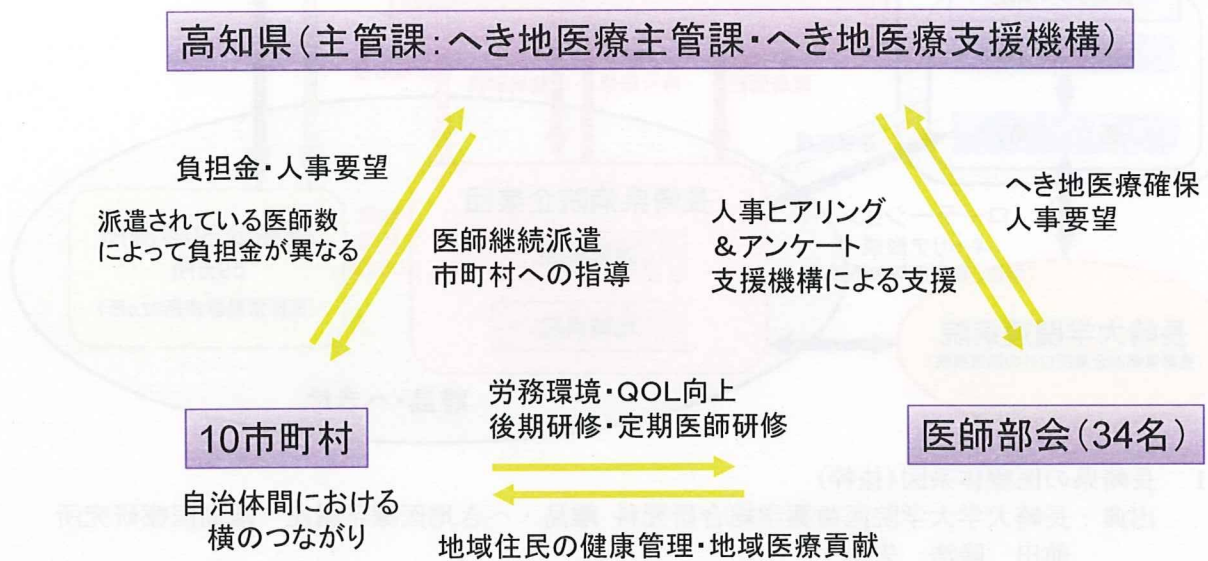 高知県(主管課:へき地医療主管課・へき地医療支援機構)
負担金・人事要望
派遣されている医師数
によって負担金が異なる
医師継続派遣
市町村への指導
人事ヒアリング
&アンケート
支援機構による支援
へき地医療確保
人事要望
労務環境・QOL向上
後期研修・定期医師研修
10市町村
医師部会(34名)
自治体間における
横のつながり
地域住民の健康管理・地域医療貢献